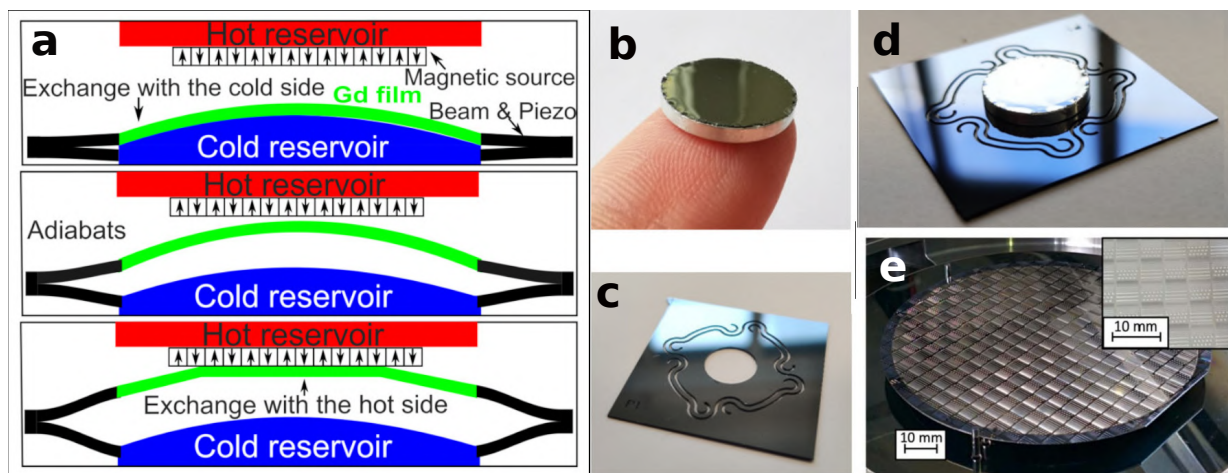 a
Hot reservoir
Magnetic source
Exchange with the cold side
Gd film
Beam & Piezo
Cold reservoir
Hot reservoir
Adiabats
Cold reservoir
Hot reservoir
Exchange with the hot side
Cold reservoir
b
c
d
e
10 mm
10 mm